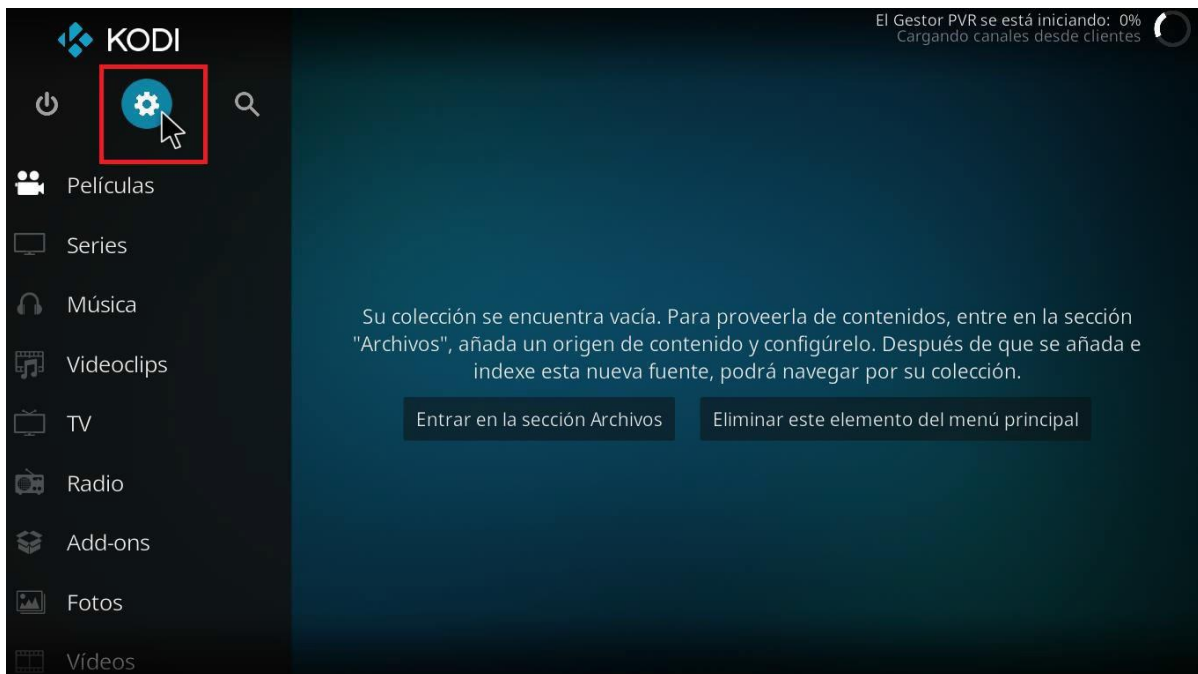 KODI
El Gestor PVR se está iniciando: 0%
Cargando canales desde clientes
Películas
Series
Música
Videoclips
TV
Radio
Add-ons
Fotos
Vídeos
Su colección se encuentra vacía. Para proveerla de contenidos, entre en la sección
"Archivos", añada un origen de contenido y configúrelo. Después de que se añada e
indexe esta nueva fuente, podrá navegar por su colección.
Entrar en la sección Archivos
Eliminar este elemento del menú principal